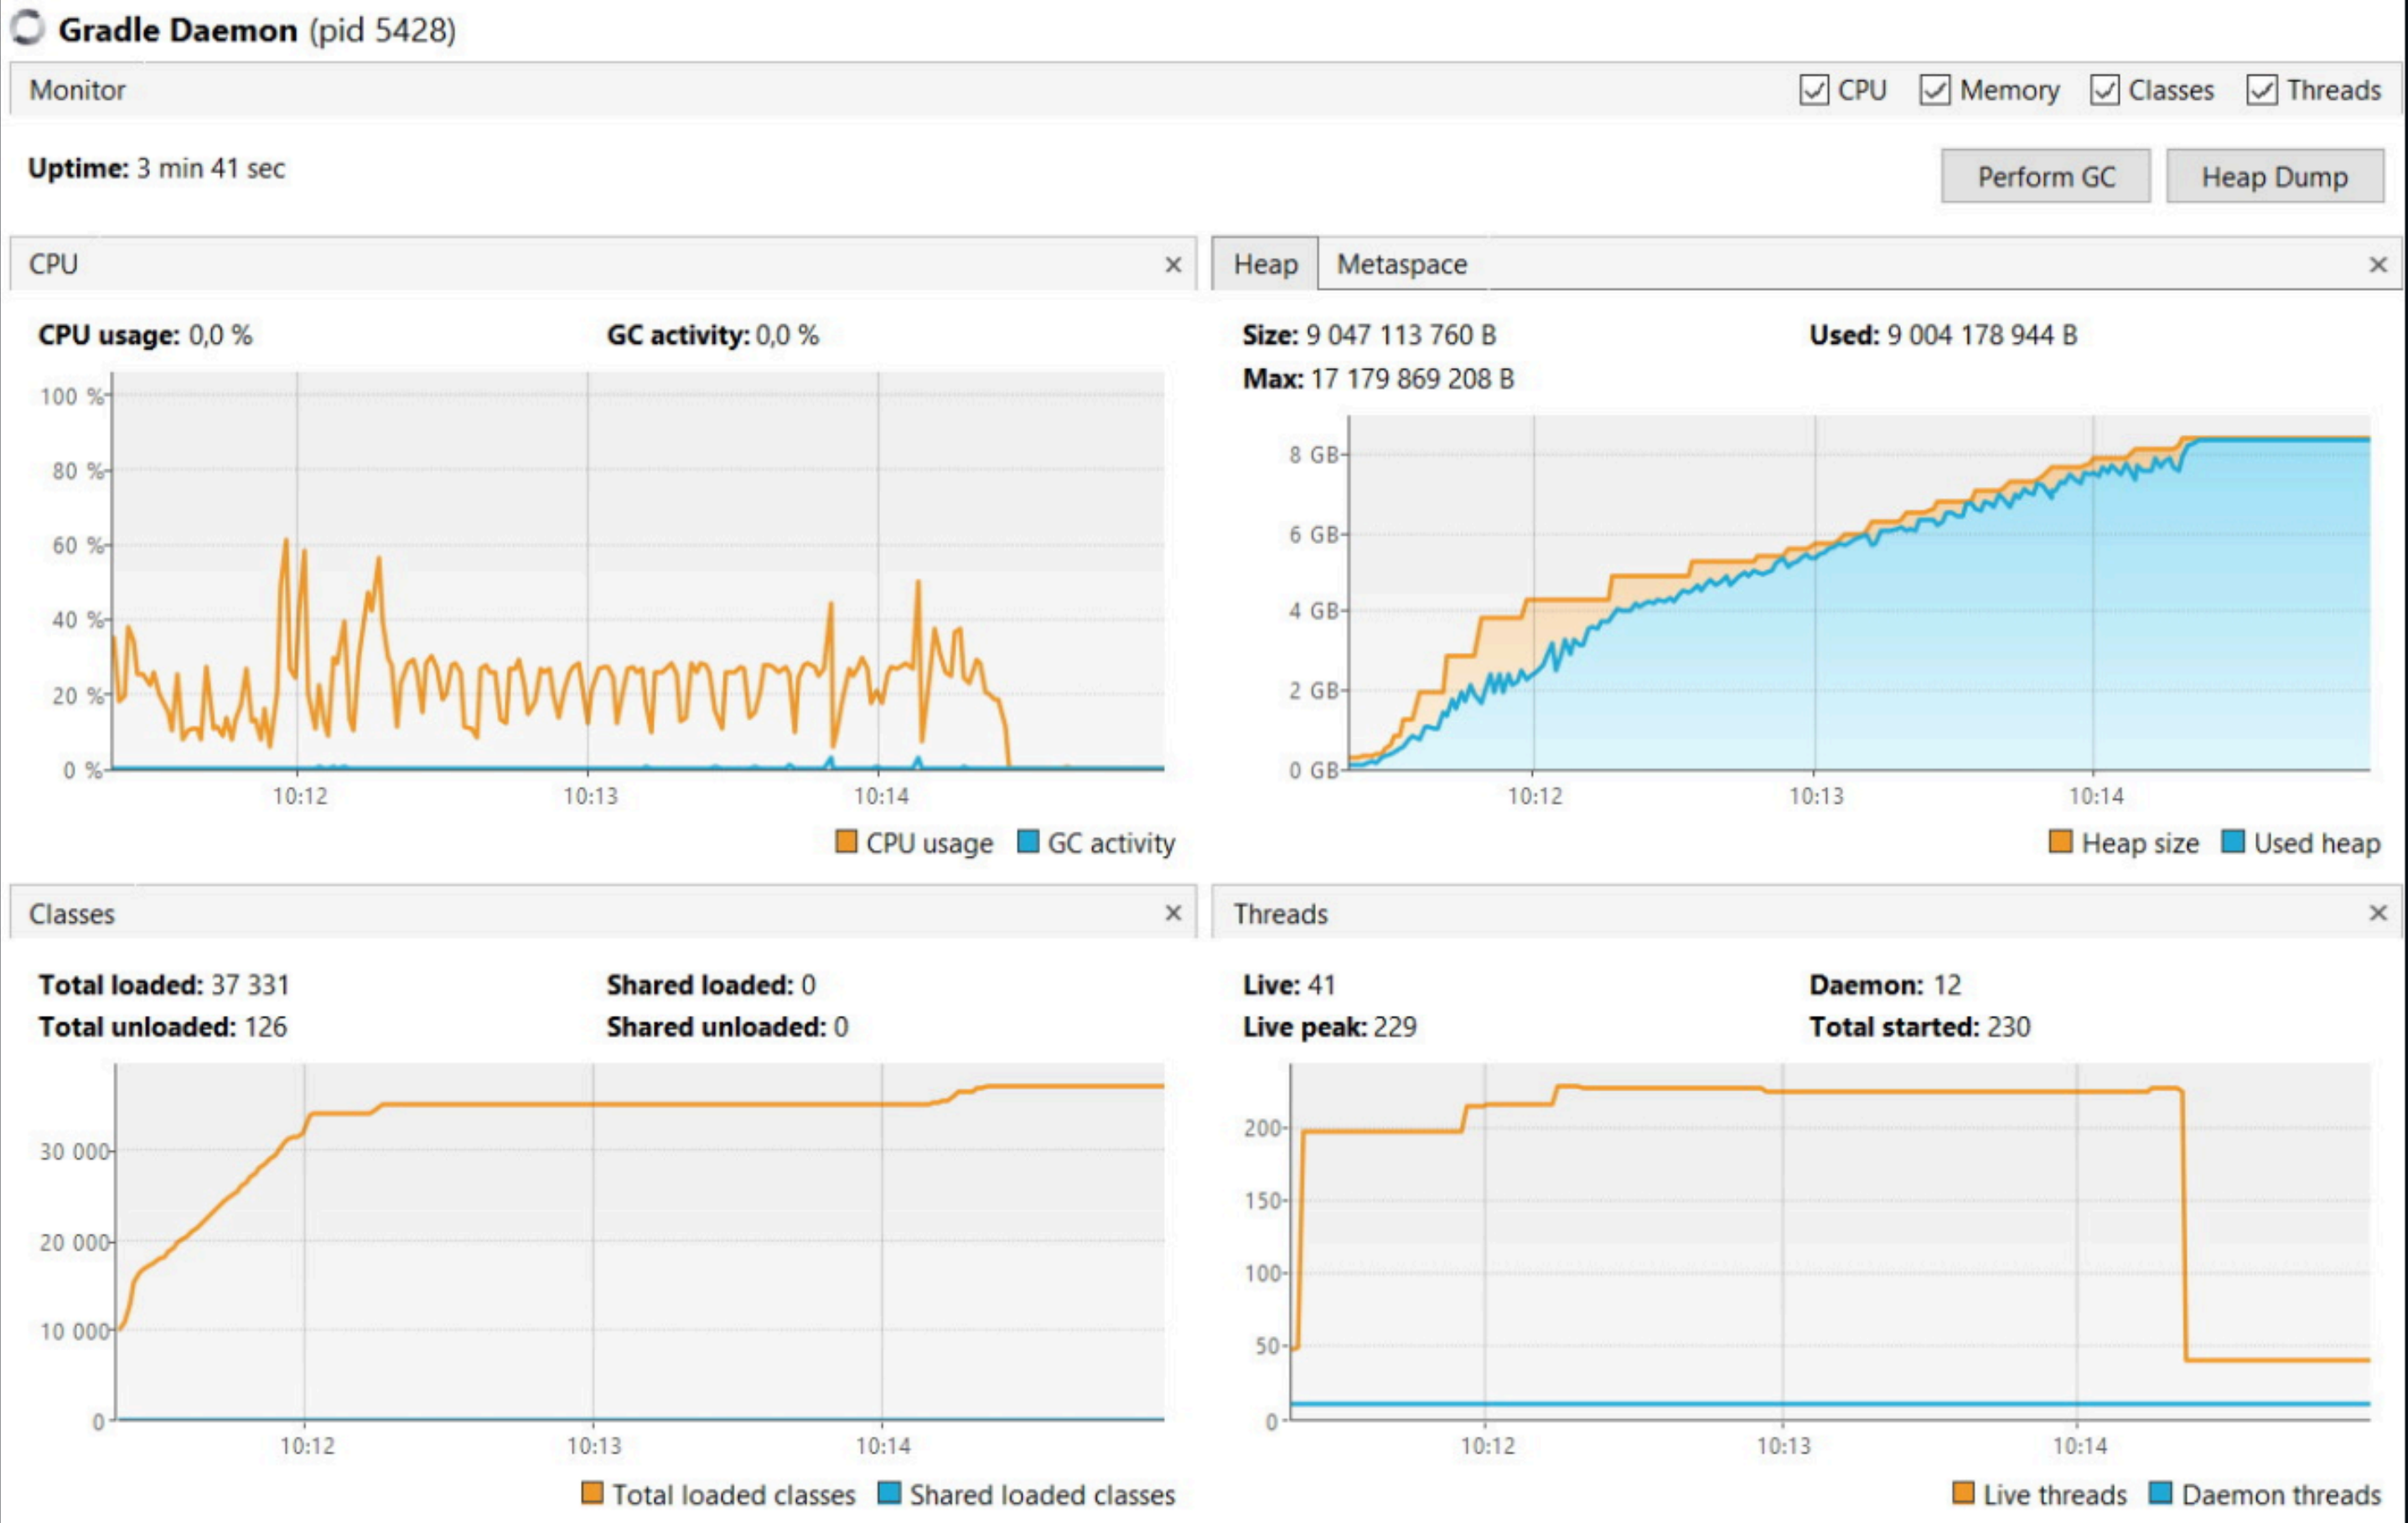 Gradle Daemon (pid 5428)
Monitor
CPU Memory Classes Threads
Uptime: 3 min 41 sec
Perform GC Heap Dump
CPU
CPU usage: 0,0 % GC activity: 0,0 %
100 %
80 %
60 %
40 %
20 %
0 %
10:12 10:13 10:14
CPU usage GC activity
Heap Metaspace
Size: 9 047 113 760 B Used: 9 004 178 944 B
Max: 17 179 869 208 B
8 GB
6 GB
4 GB
2 GB
0 GB
10:12 10:13 10:14
Heap size Used heap
Classes
Total loaded: 37 331 Shared loaded: 0
Total unloaded: 126 Shared unloaded: 0
30 000
20 000
10 000
0
10:12 10:13 10:14
Total loaded classes Shared loaded classes
Threads
Live: 41 Daemon: 12
Live peak: 229 Total started: 230
200
150
100
50
0
10:12 10:13 10:14
Live threads Daemon threads